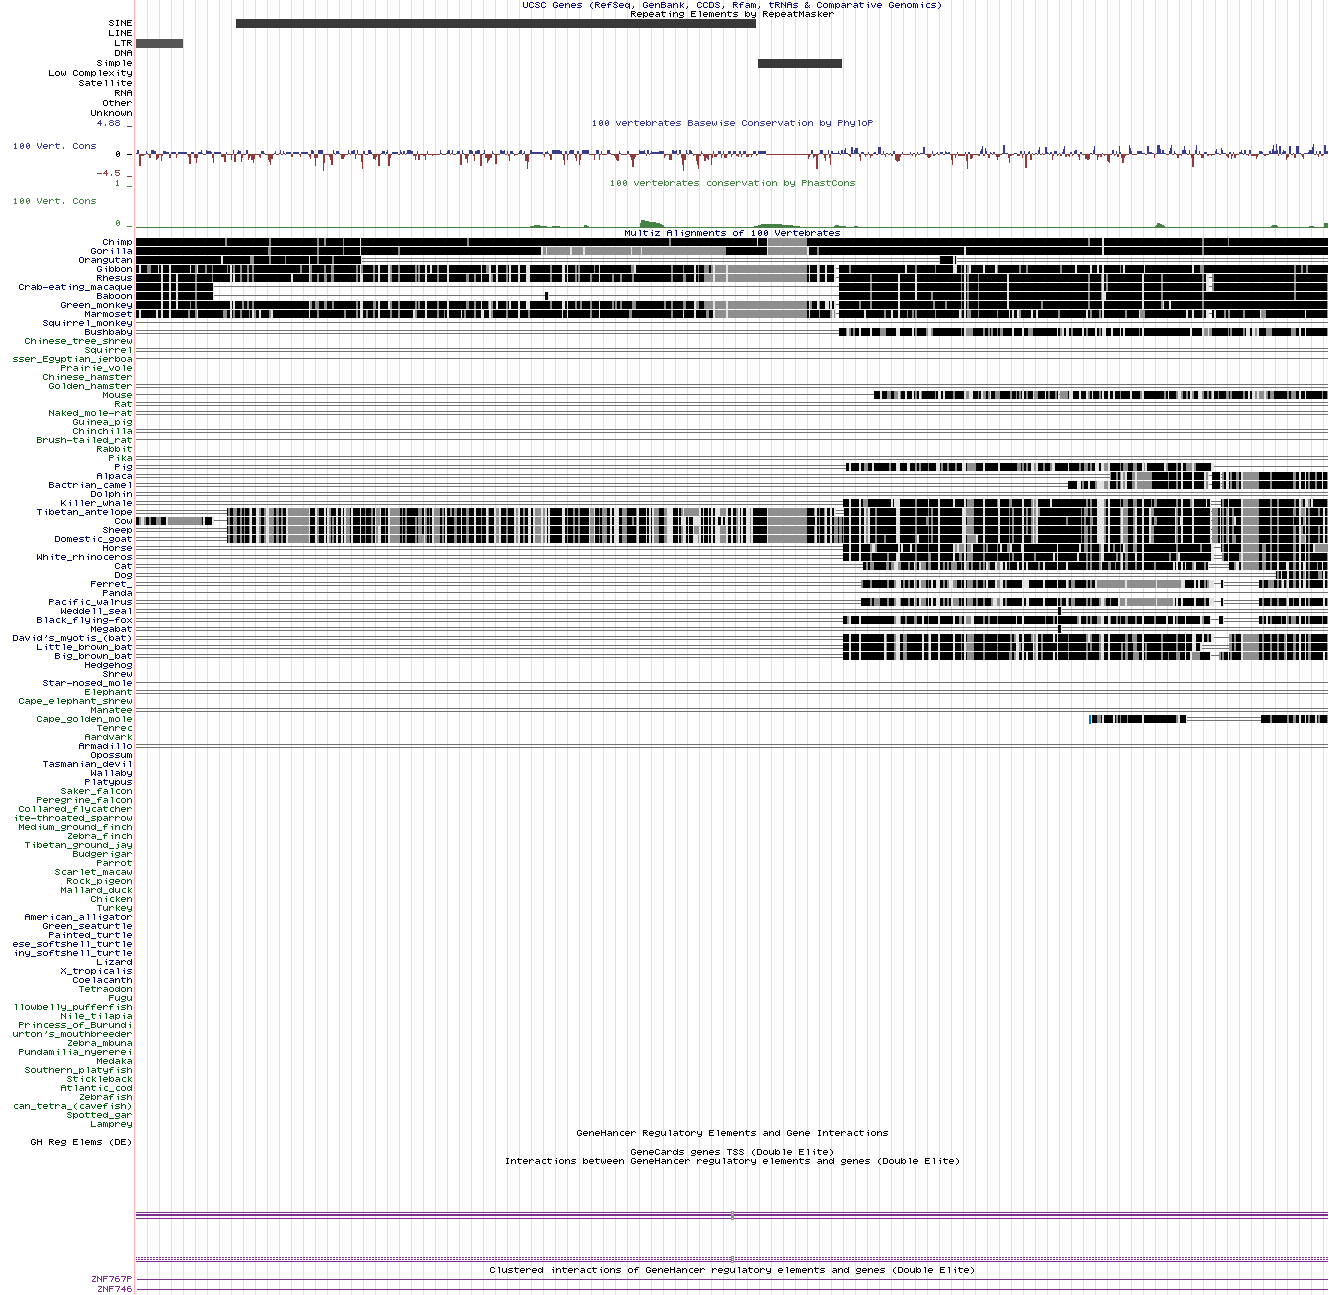 UCSC Genes (RefSeq, GenBank, CCDS, Rfam, tRNAs & Comparative Genomics)
Repeating Elements by RepeatMasker
SINE
LINE
LTR
DNA
Simple
Low Complexity
Satellite
RNA
Other
Unknown
4.88 _
100 vertebrates Basewise Conservation by PhyloP
100 Vert. Cons
0 -
-4.5 _
1 _
100 vertebrates conservation by PhastCons
100 Vert. Cons
0 _
Multiz Alignments of 100 Vertebrates
Chimp
Gorilla
Orangutan
Gibbon
Rhesus
Crab-eating_macaque
Baboon
Green_monkey
Marmoset
Squirrel_monkey
Bushbaby
Chinese_tree_shrew
Squirrel
sser_Egyptian_jerboa
Prairie_vole
Chinese_hamster
Golden_hamster
Mouse
Rat
Naked_mole-rat
Guinea_pig
Chinchilla
Brush-tailed_rat
Rabbit
Pika
Pig
Alpaca
Bactrian_camel
Dolphin
Killer_whale
Tibetan_antelope
Cow
Sheep
Domestic_goat
Horse
White_rhinoceros
Cat
Dog
Ferret_
Panda
Pacific_walrus
Weddell_seal
Black_flying-fox
Megabat
David's_myotis_(bat)
Little_brown_bat
Big_brown_bat
Hedgehog
Shrew
Star-nosed_mole
Elephant
Cape_elephant_shrew
Manatee
Cape_golden_mole
Tenrec
Aardvark
Armadillo
Opossum
Tasmanian_devil
Wallaby
Platypus
Saker_falcon
Peregrine_falcon
Collared_flycatcher
ite-throated_sparrow
Medium_ground_finch
Zebra_finch
Tibetan_ground_jay
Budgerigar
Parrot
Scarlet_macaw
Rock_pigeon
Mallard_duck
Chicken
Turkey
American_alligator
Green_seaturtle
Painted_turtle
ese_softshell_turtle
iny_softshell_turtle
Lizard
X_tropicalis
Coelacanth
Tetraodon
Fugu
llowbelly_pufferfish
Nile_tilapia
Princess_of_Burundi
urton's_mouthbreeder
Zebra_mbuna
Pundamilia_nyererei
Medaka
Southern_platyfish
Stickleback
Atlantic_cod
Zebrafish
can_tetra_(cavefish)
Spotted_gar
Lamprey
GeneHancer Regulatory Elements and Gene Interactions
GH Reg Elems (DE)
GeneCards genes TSS (Double Elite)
Interactions between GeneHancer regulatory elements and genes (Double Elite)
Clustered interactions of GeneHancer regulatory elements and genes (Double Elite)
ZNF767P
ZNF746